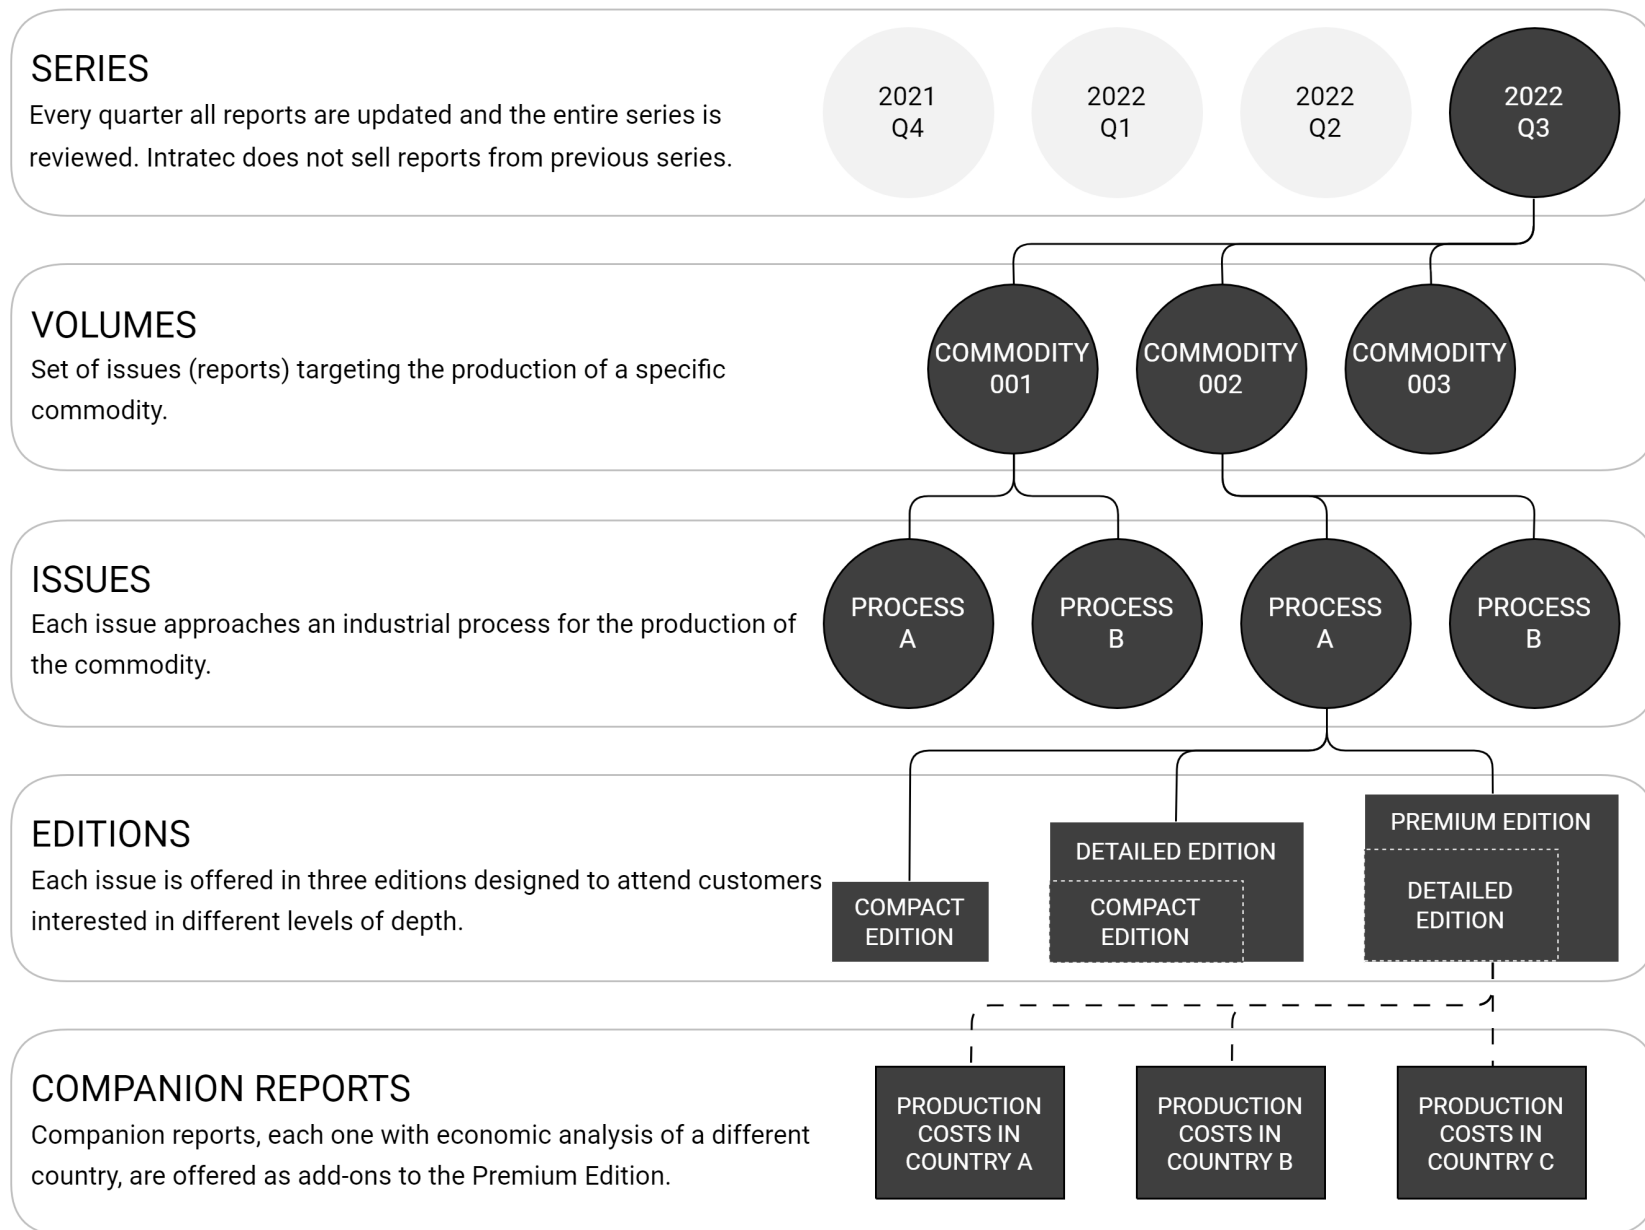 SERIES
Every quarter all reports are updated and the entire series is
reviewed. Intratec does not sell reports from previous series.
2021
Q4
2022
Q1
2022
Q2
2022
Q3
VOLUMES
Set of issues (reports) targeting the production of a specific
commodity.
COMMODITY
001
COMMODITY
002
COMMODITY
003
ISSUES
Each issue approaches an industrial process for the production of
the commodity.
PROCESS
A
PROCESS
B
PROCESS
A
PROCESS
B
EDITIONS
Each issue is offered in three editions designed to attend customers
interested in different levels of depth.
COMPACT
EDITION
DETAILED EDITION
COMPACT
EDITION
PREMIUM EDITION
DETAILED
EDITION
COMPANION REPORTS
Companion reports, each one with economic analysis of a different
country, are offered as add-ons to the Premium Edition.
PRODUCTION
COSTS IN
COUNTRY A
PRODUCTION
COSTS IN
COUNTRY B
PRODUCTION
COSTS IN
COUNTRY C